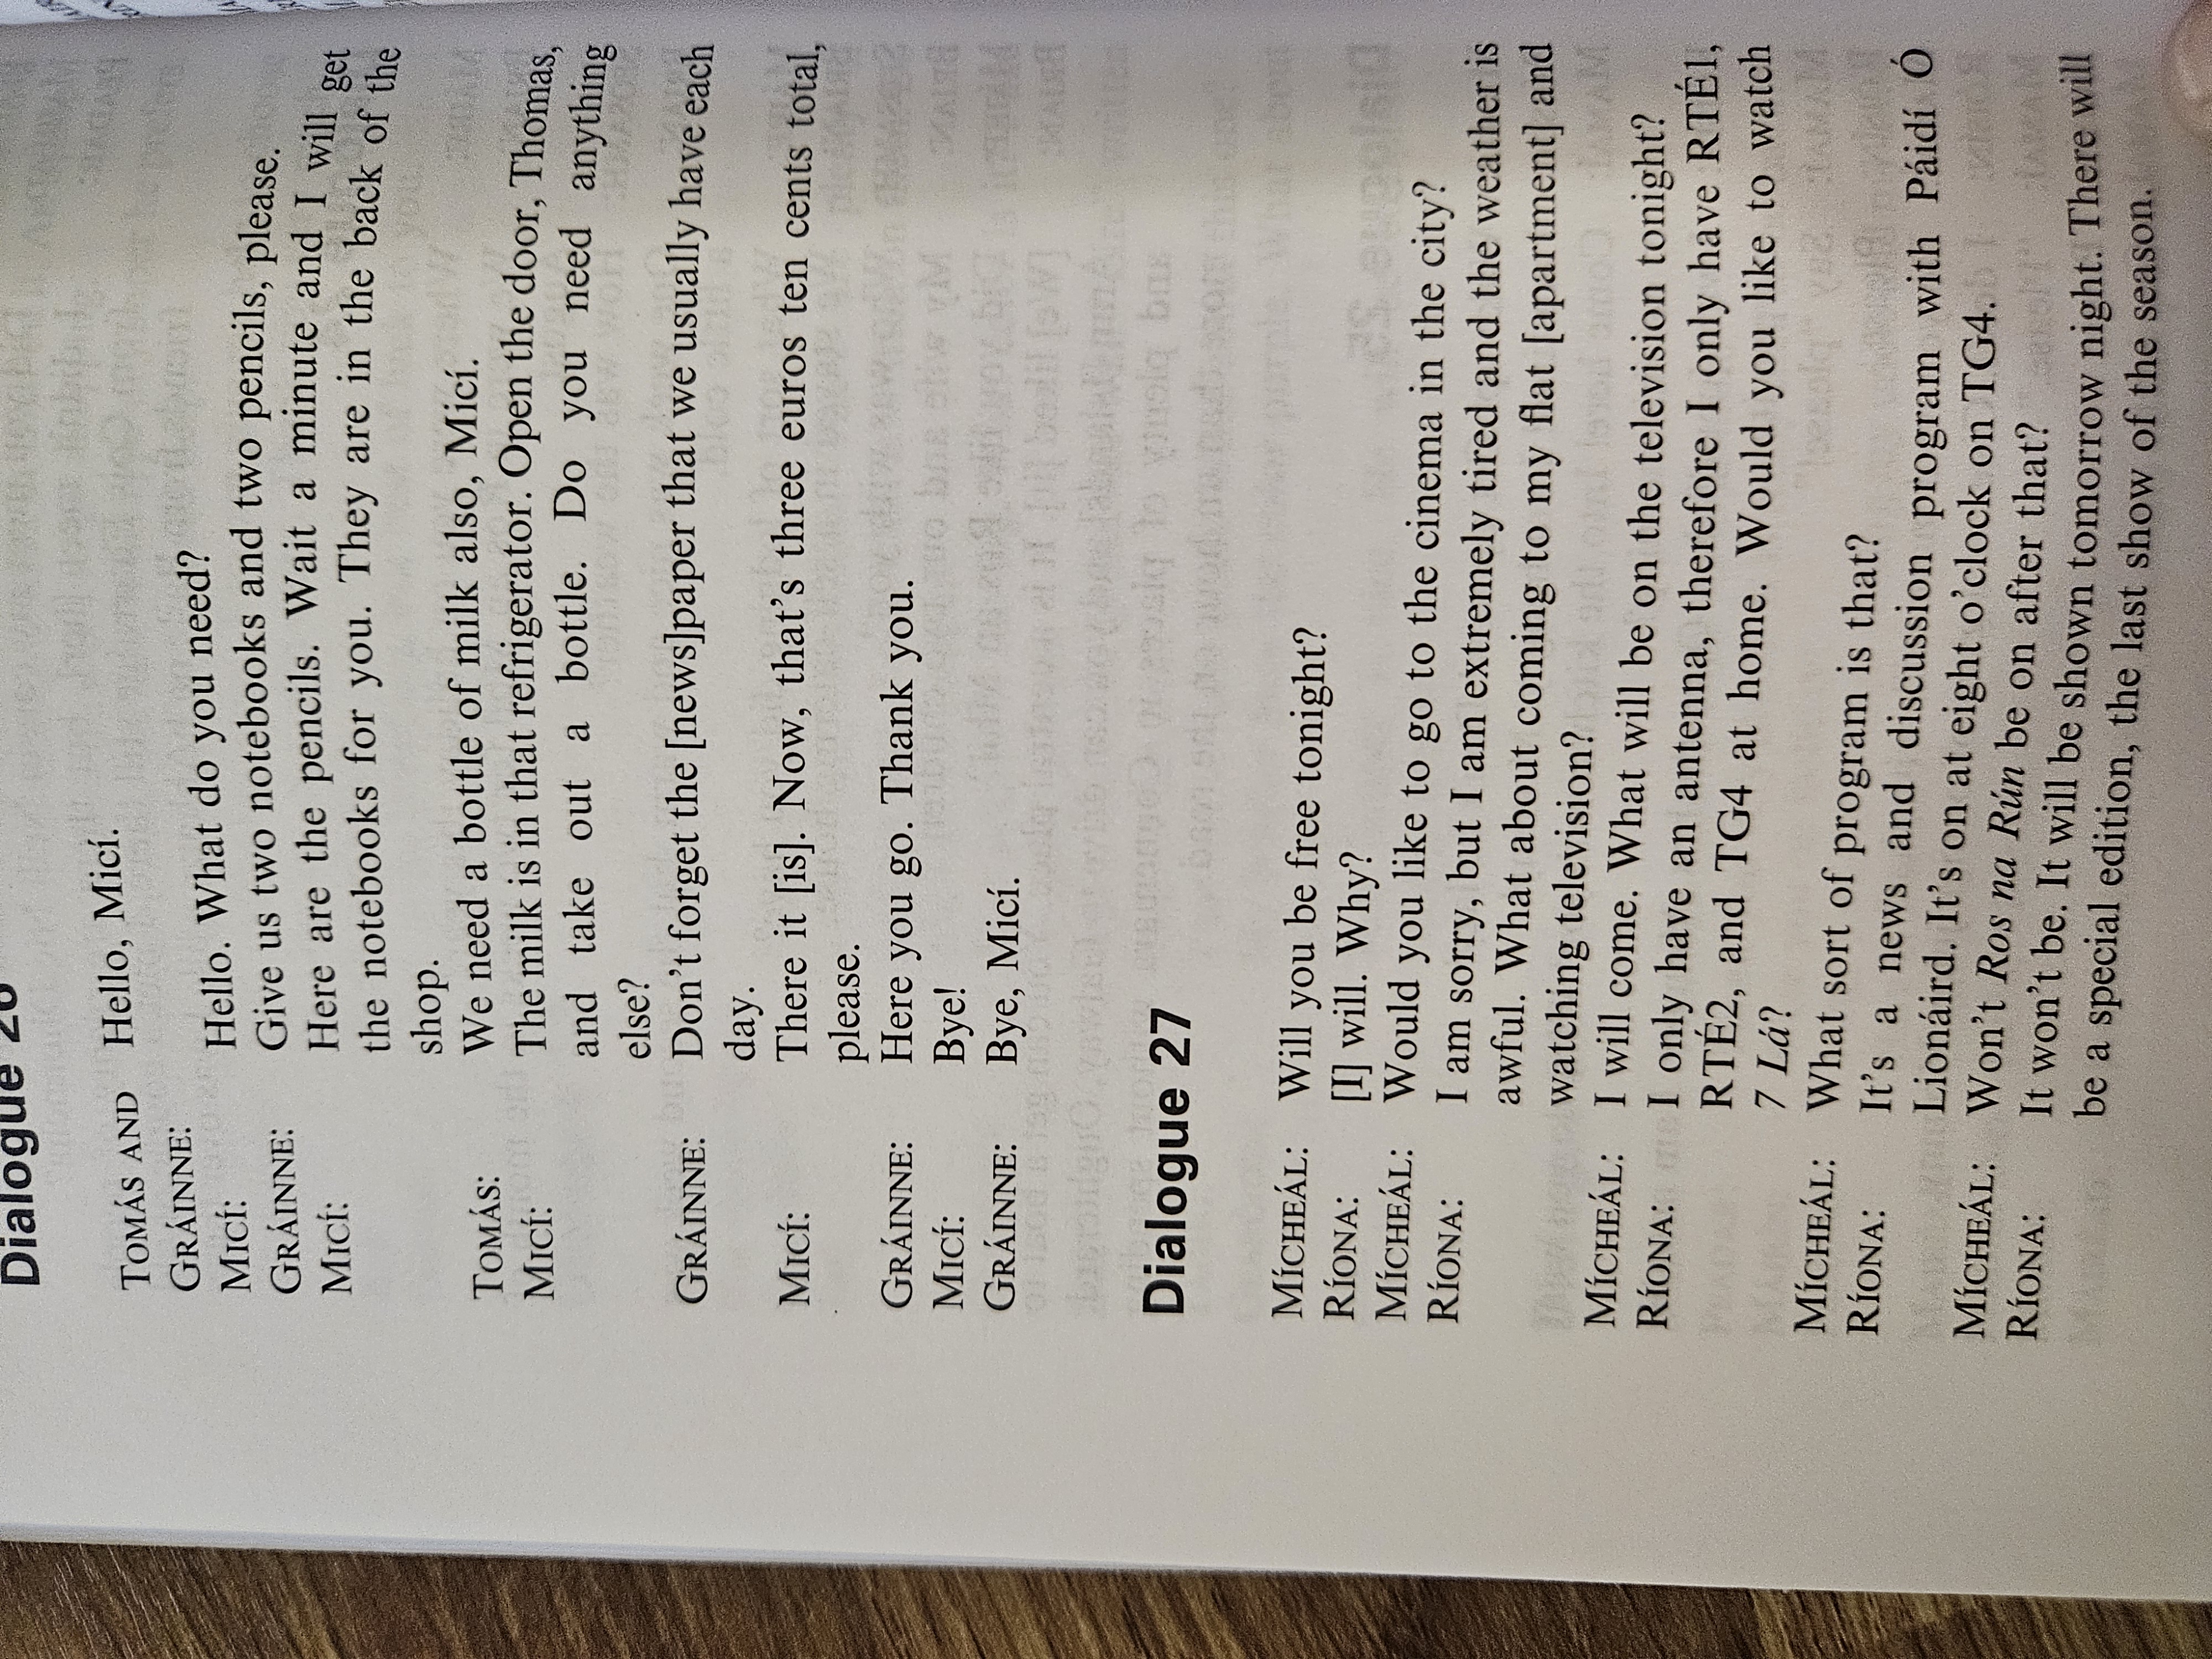 Dialogue 26
TOMÁS AND Hello, Micí.
GRÁINNE:
MICÍ: Hello. What do you need?
GRÁINNE: Give us two notebooks and two pencils, please.
MICÍ: Here are the pencils. Wait a minute and I will get
the notebooks for you. They are in the back of the
shop.
TOMÁS: We need a bottle of milk also, Micí.
MICÍ: The milk is in that refrigerator. Open the door, Thomas,
and take out a bottle. Do you need anything
else?
GRÁINNE: Don't forget the [news]paper that we usually have each
day.
MICÍ: There it [is]. Now, that's three euros ten cents total,
please.
GRÁINNE: Here you go. Thank you.
MICÍ: Bye!
GRÁINNE: Bye, Micí.
Dialogue 27
MÍCHEÁL: Will you be free tonight?
RÍONA: [I] will. Why?
MÍCHEÁL: Would you like to go to the cinema in the city?
RÍONA: I am sorry, but I am extremely tired and the weather is
awful. What about coming to my flat [apartment] and
watching television?
MÍCHEÁL: I will come. What will be on the television tonight?
RÍONA: I only have an antenna, therefore I only have RTÉ1,
RTÉ2, and TG4 at home. Would you like to watch
7 Lá?
MÍCHEÁL: What sort of program is that?
RÍONA: It's a news and discussion program with Páidí Ó
Lionáird. It's on at eight o'clock on TG4.
MÍCHEÁL: Won't Ros na Rún be on after that?
RÍONA: It won't be. It will be shown tomorrow night. There will
be a special edition, the last show of the season.